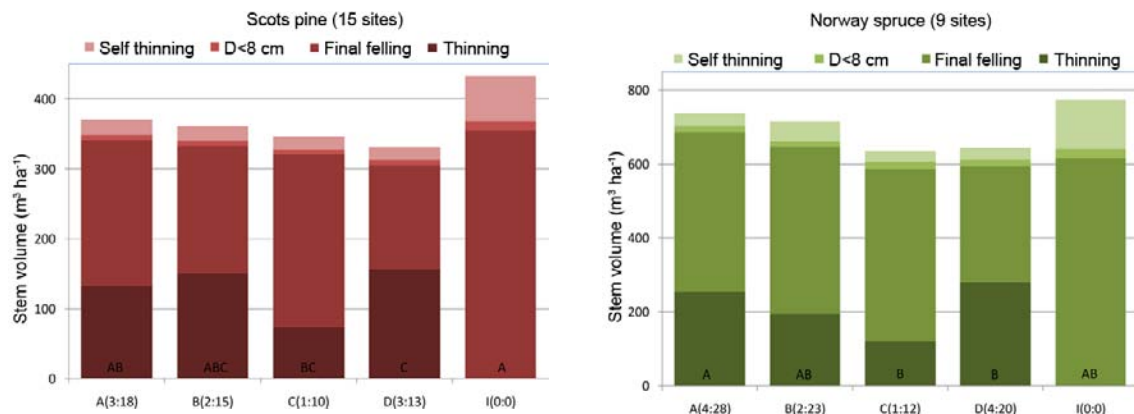 Scots pine (15 sites)
Self thinning D<8 cm Final felling Thinning
Stem volume (m³ ha⁻¹)
400
300
200
100
0
AB ABC BC C A
A(3:18) B(2:15) C(1:10) D(3:13) I(0:0)
Norway spruce (9 sites)
Self thinning D<8 cm Final felling Thinning
Stem volume (m³ ha⁻¹)
800
600
400
200
0
A AB B B AB
A(4:28) B(2:23) C(1:12) D(4:20) I(0:0)